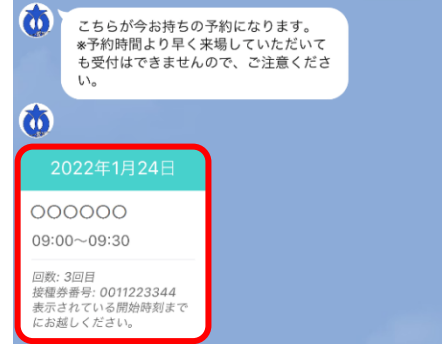 こちらが今お持ちの予約になります。
※予約時間より早く来場していただいて
も受付はできませんので、ご注意くださ
い。
2022年1月24日
〇〇〇〇〇〇
09:00～09:30
回数: 3回目
接種券番号: 0011223344
表示されている開始時刻まで
にお越しください。